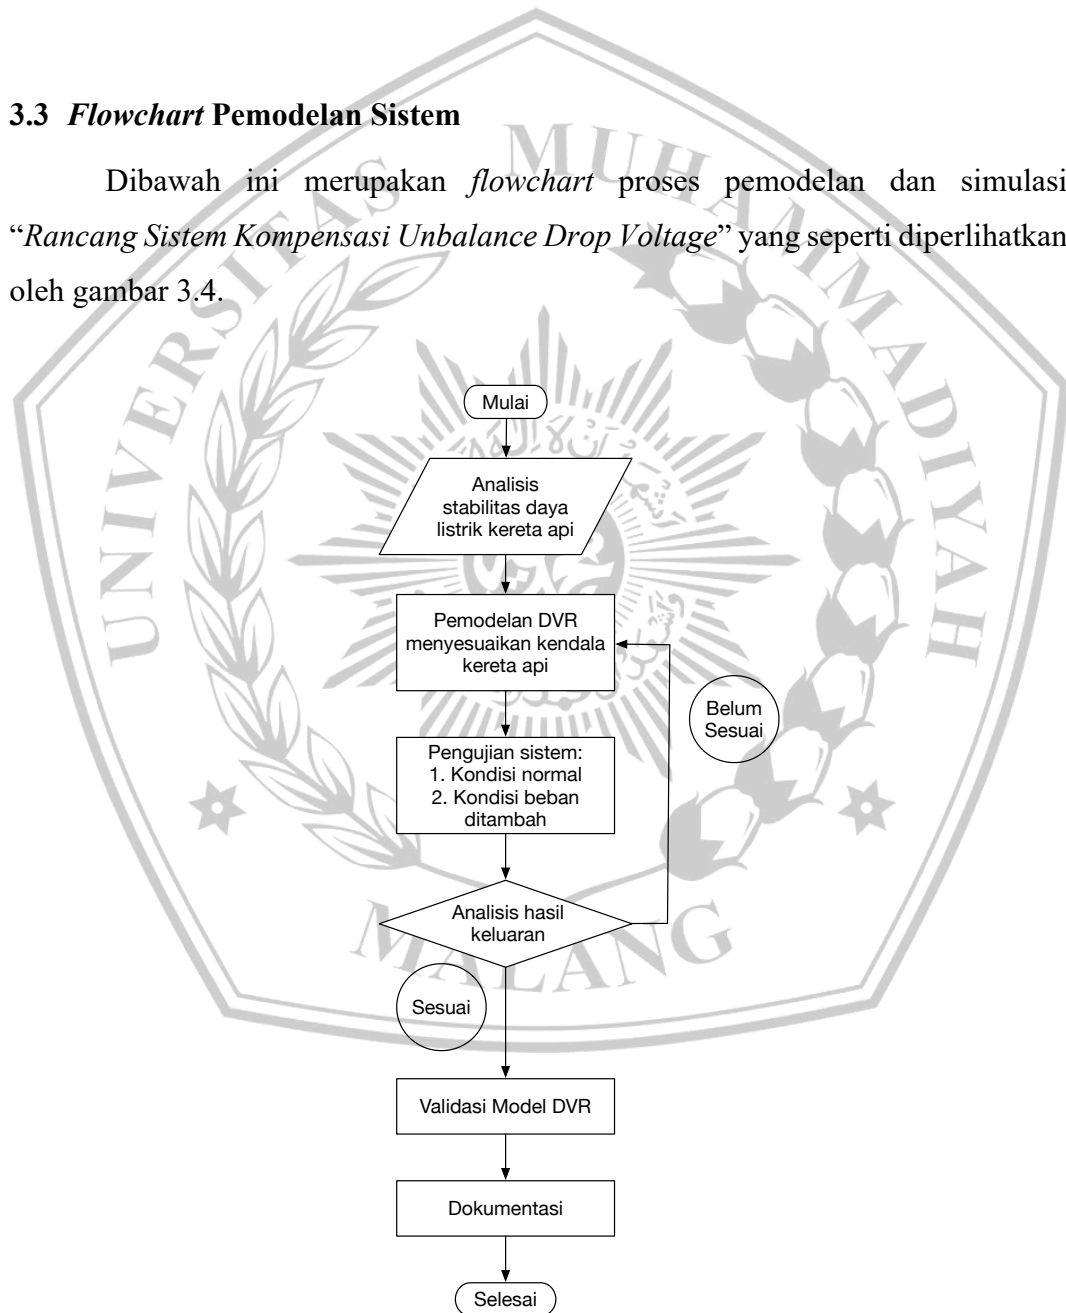 3.3 Flowchart Pemodelan Sistem
Dibawah ini merupakan flowchart proses pemodelan dan simulasi
“Rancang Sistem Kompensasi Unbalance Drop Voltage” yang seperti diperlihatkan
oleh gambar 3.4.
UNIVERSITAS MUHAMMADIYAH
MALANG
Mulai
Analisis
stabilitas daya
listrik kereta api
Pemodelan DVR
menyesuaikan kendala
kereta api
Belum
Sesuai
Pengujian sistem:
1. Kondisi normal
2. Kondisi beban
ditambah
Analisis hasil
keluaran
Sesuai
Validasi Model DVR
Dokumentasi
Selesai